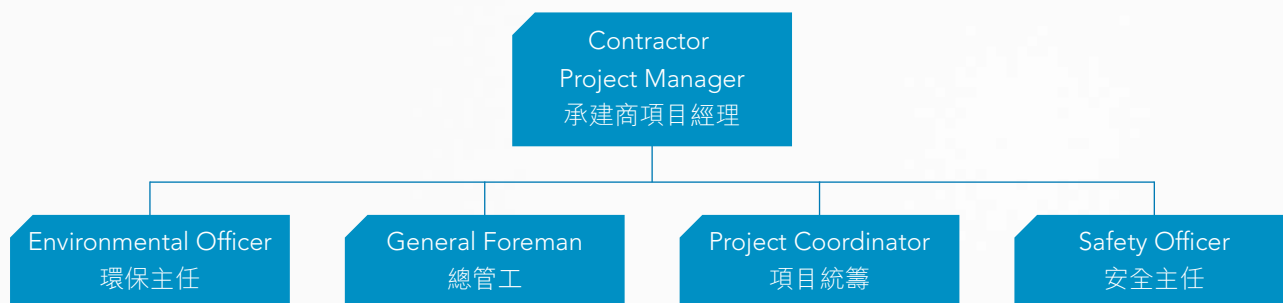 Contractor
Project Manager
承建商項目經理
Environmental Officer
環保主任
General Foreman
總管工
Project Coordinator
項目統籌
Safety Officer
安全主任